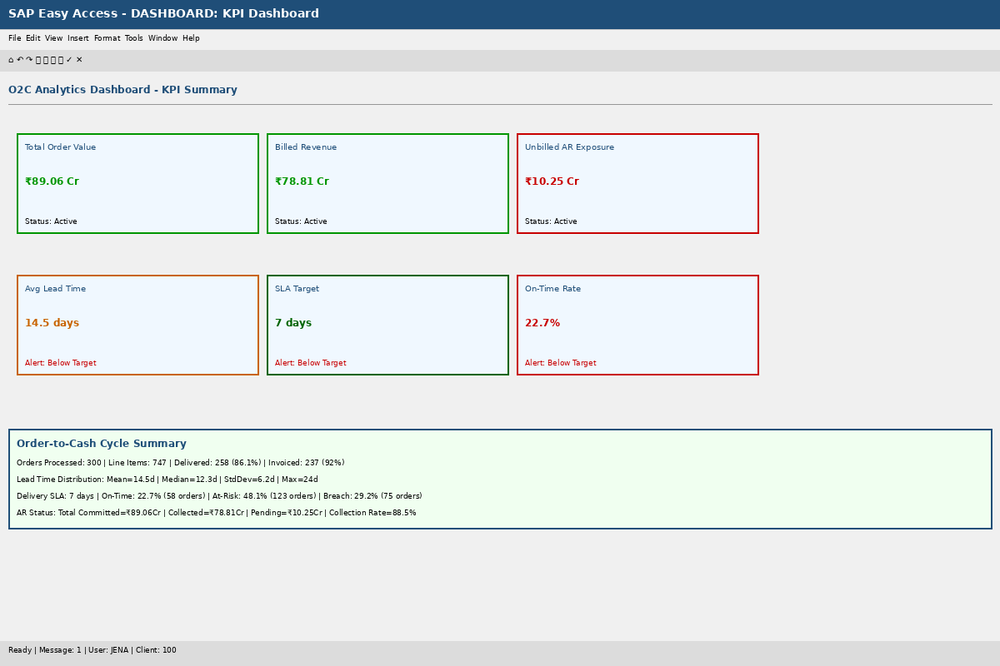 SAP Easy Access - DASHBOARD: KPI Dashboard
File Edit View Insert Format Tools Window Help
O2C Analytics Dashboard - KPI Summary
Total Order Value
₹89.06 Cr
Status: Active
Billed Revenue
₹78.81 Cr
Status: Active
Unbilled AR Exposure
₹10.25 Cr
Status: Active
Avg Lead Time
14.5 days
Alert: Below Target
SLA Target
7 days
Alert: Below Target
On-Time Rate
22.7%
Alert: Below Target
Order-to-Cash Cycle Summary
Orders Processed: 300 | Line Items: 747 | Delivered: 258 (86.1%) | Invoiced: 237 (92%)
Lead Time Distribution: Mean=14.5d | Median=12.3d | StdDev=6.2d | Max=24d
Delivery SLA: 7 days | On-Time: 22.7% (58 orders) | At-Risk: 48.1% (123 orders) | Breach: 29.2% (75 orders)
AR Status: Total Committed=₹89.06Cr | Collected=₹78.81Cr | Pending=₹10.25Cr | Collection Rate=88.5%
Ready | Message: 1 | User: JENA | Client: 100